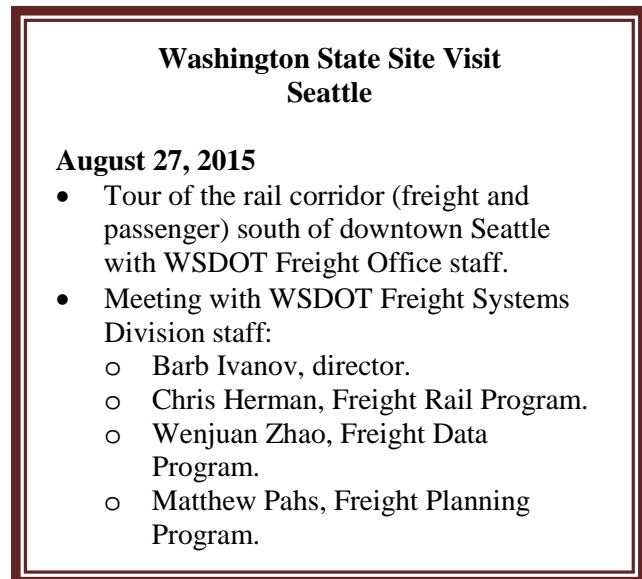 Washington State Site Visit
Seattle
August 27, 2015
• Tour of the rail corridor (freight and
passenger) south of downtown Seattle
with WSDOT Freight Office staff.
• Meeting with WSDOT Freight Systems
Division staff:
o Barb Ivanov, director.
o Chris Herman, Freight Rail Program.
o Wenjuan Zhao, Freight Data
Program.
o Matthew Pahs, Freight Planning
Program.